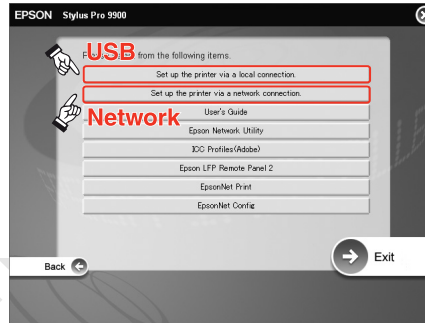 EPSON Stylus Pro 9900
USB
from the following items.
Set up the printer via a local connection.
Set up the printer via a network connection.
Network
User's Guide
Epson Network Utility
ICC Profiles(Adobe)
Epson LFP Remote Panel 2
EpsonNet Print
EpsonNet Config
Exit
Back